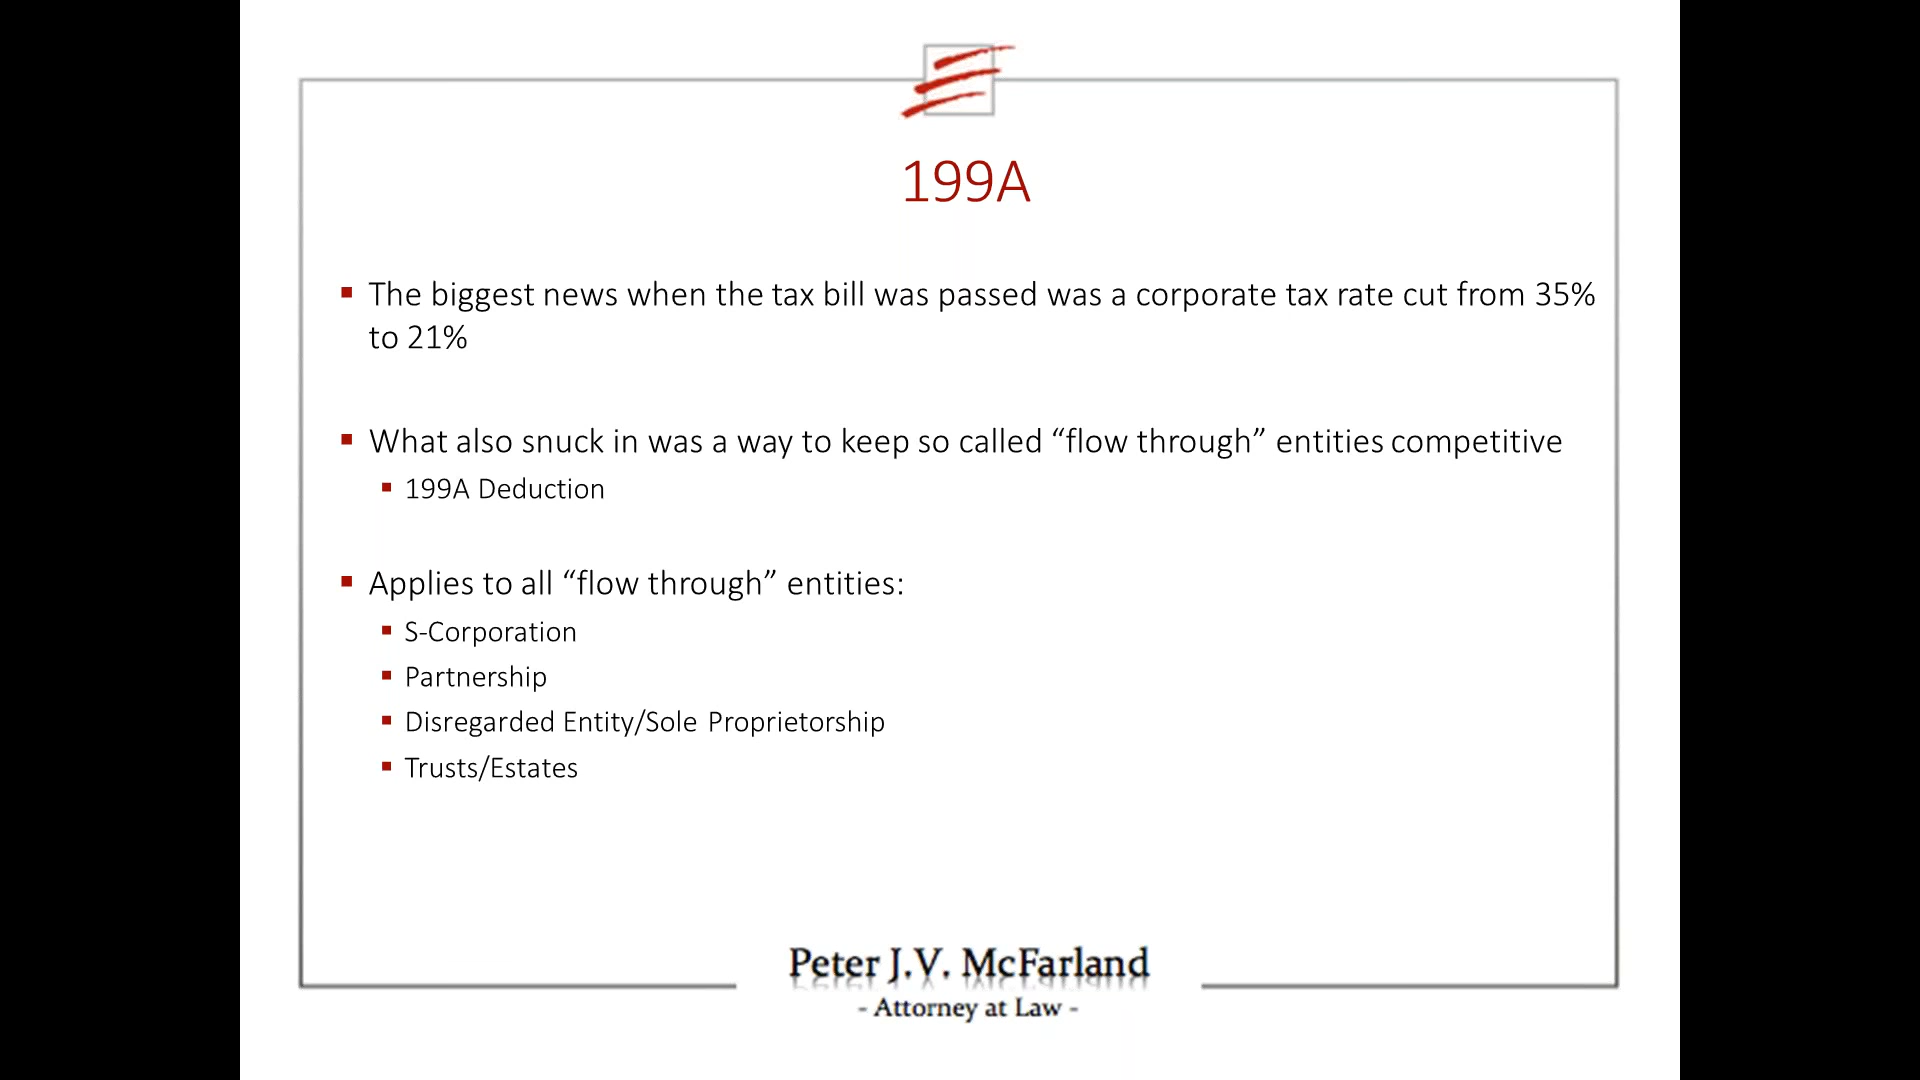 199A
▪ The biggest news when the tax bill was passed was a corporate tax rate cut from 35%
to 21%
▪ What also snuck in was a way to keep so called “flow through” entities competitive
▪ 199A Deduction
▪ Applies to all “flow through” entities:
▪ S-Corporation
▪ Partnership
▪ Disregarded Entity/Sole Proprietorship
▪ Trusts/Estates
Peter J.V. McFarland
- Attorney at Law -